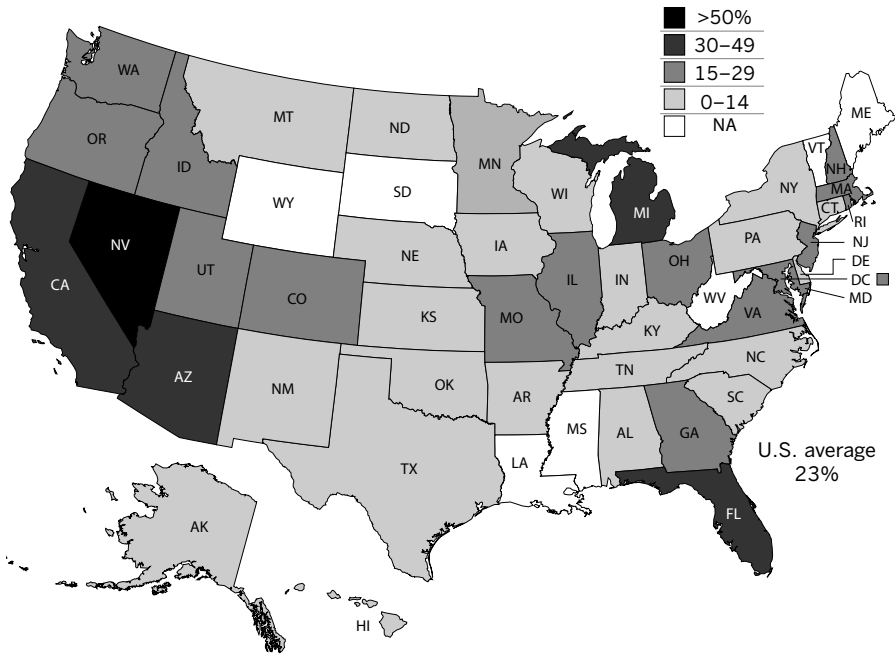 >50%
30–49
15–29
0–14
NA
WA
MT
ND
MN
ME
VT
NH
OR
ID
WY
SD
WI
MI
NY
MA
CT
RI
NV
UT
CO
NE
IA
IL
IN
OH
PA
NJ
DE
DC
MD
CA
KS
MO
KY
WV
VA
AZ
NM
OK
AR
TN
NC
SC
TX
LA
MS
AL
GA
U.S. average
23%
FL
AK
HI